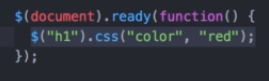 $(document).ready(function() {
$("h1").css("color", "red");
});